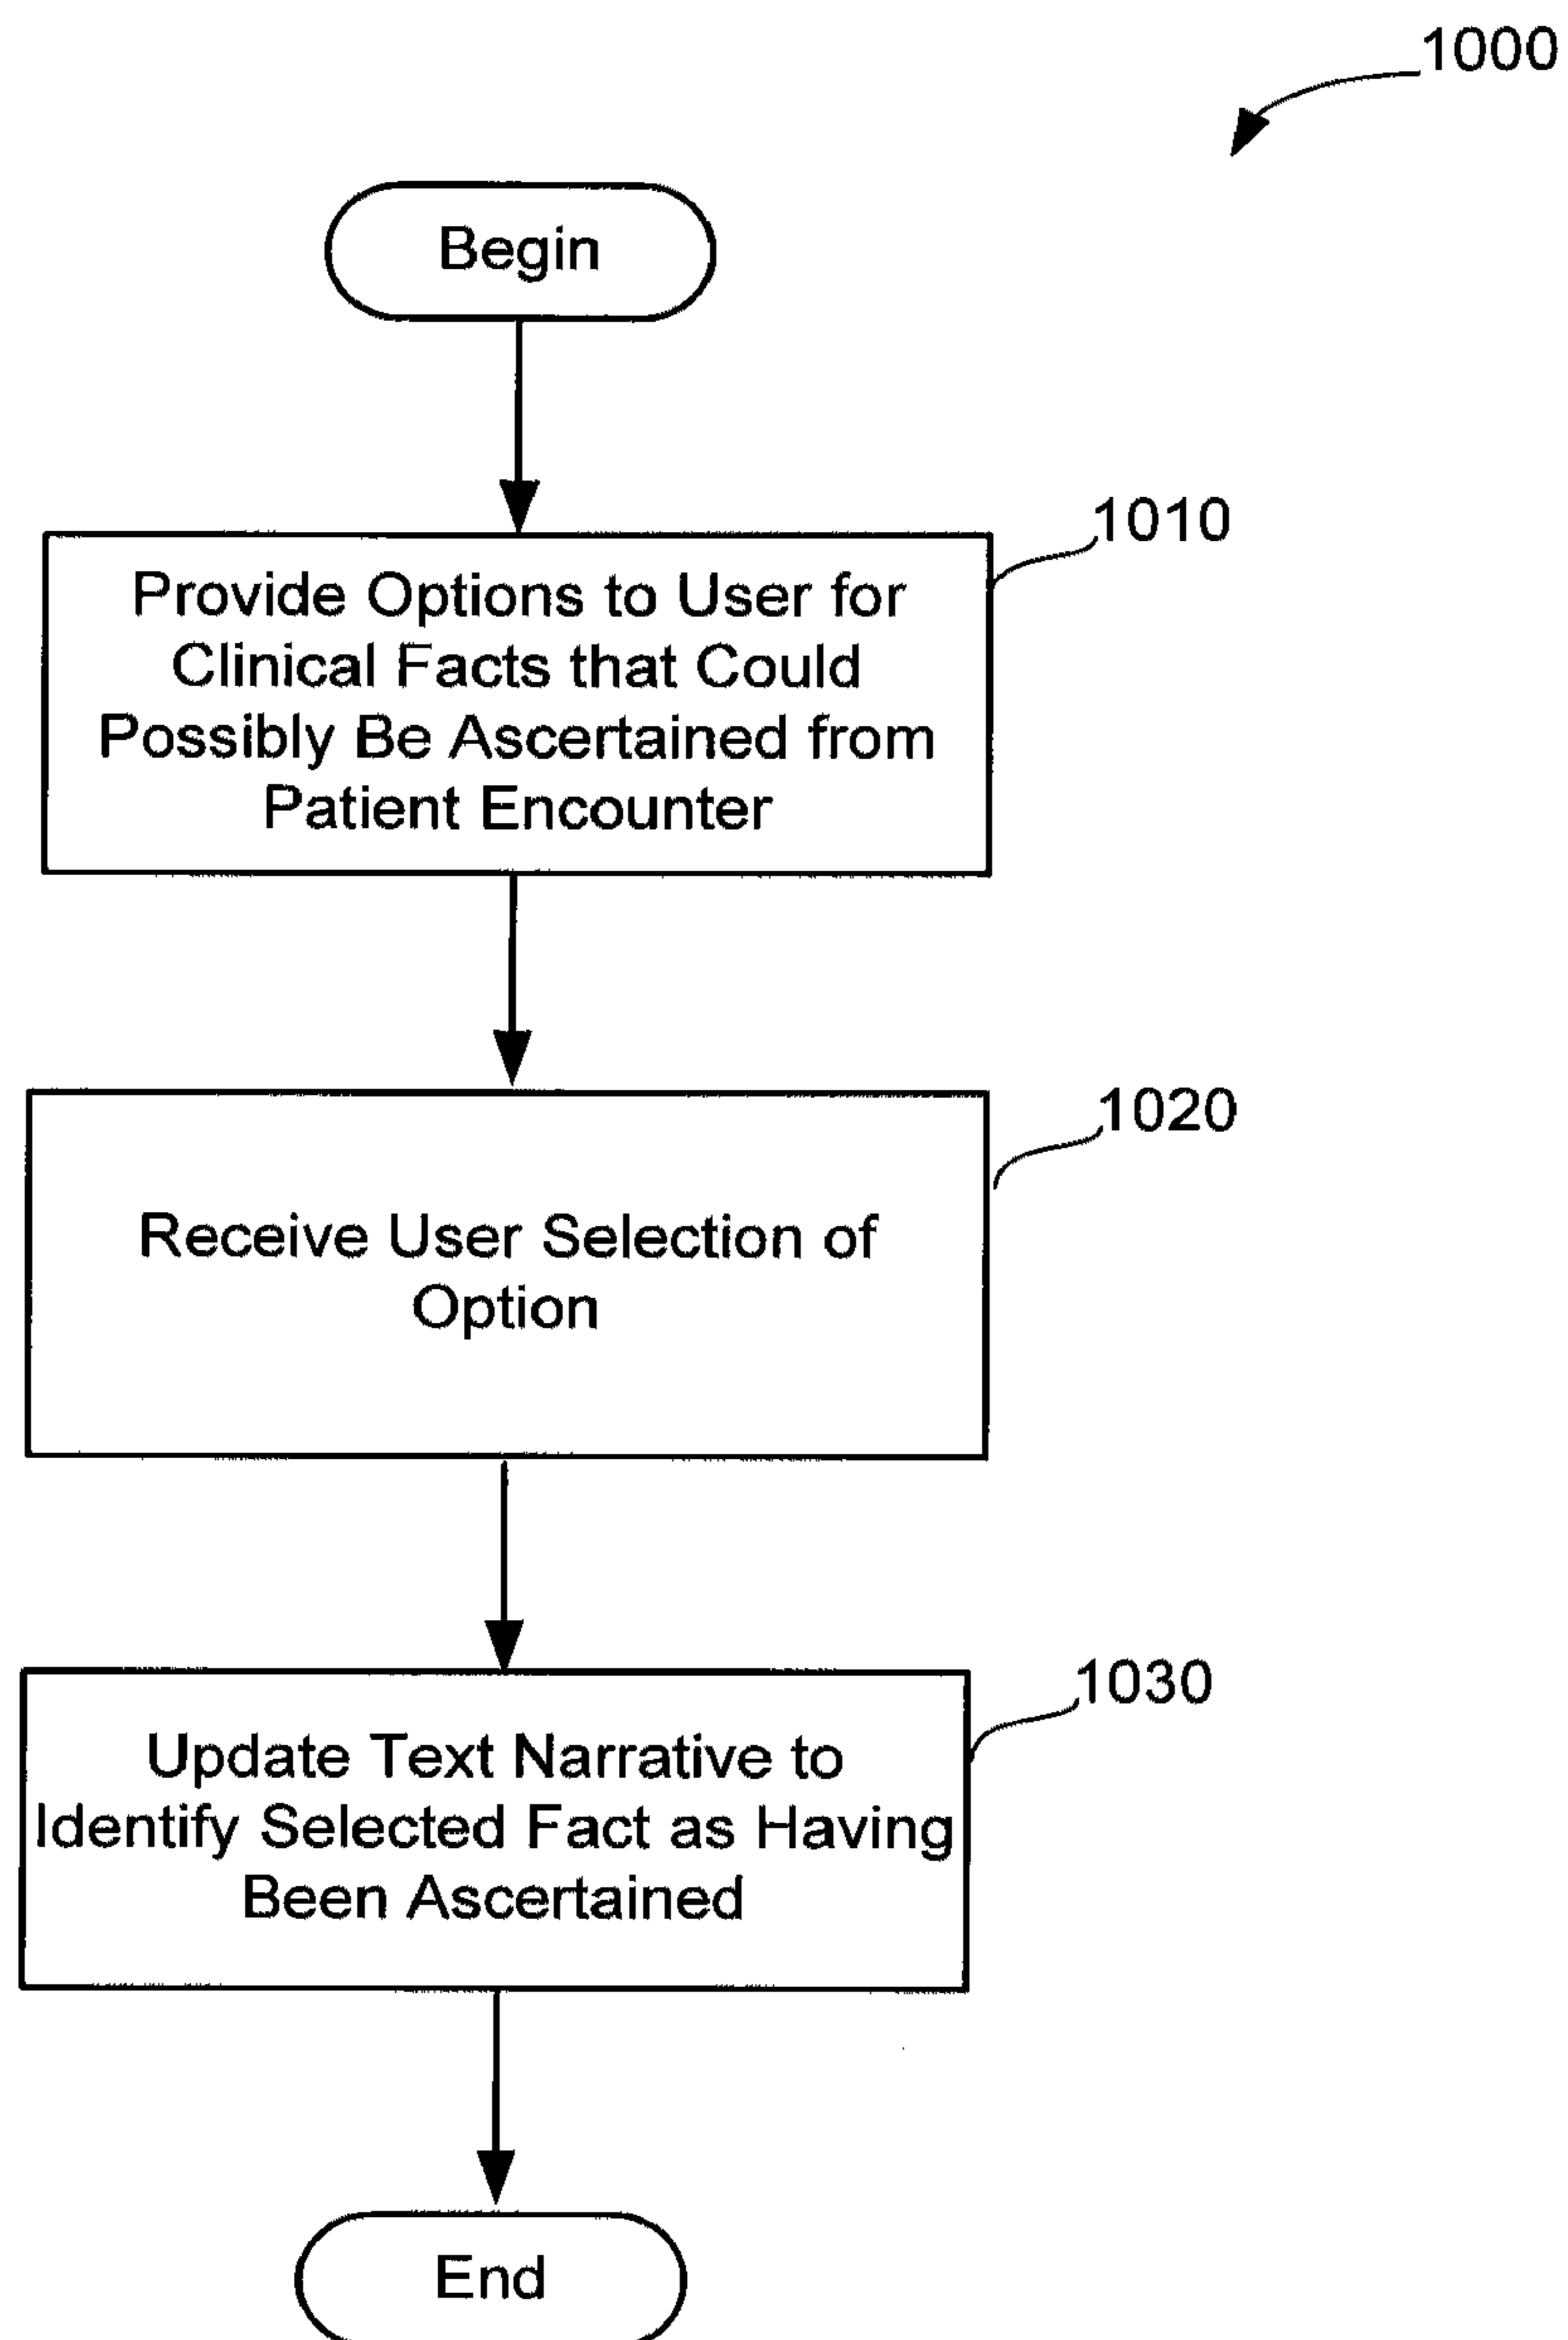 1000
Begin
1010
Provide Options to User for
Clinical Facts that Could
Possibly Be Ascertained from
Patient Encounter
1020
Receive User Selection of
Option
1030
Update Text Narrative to
Identify Selected Fact as Having
Been Ascertained
End